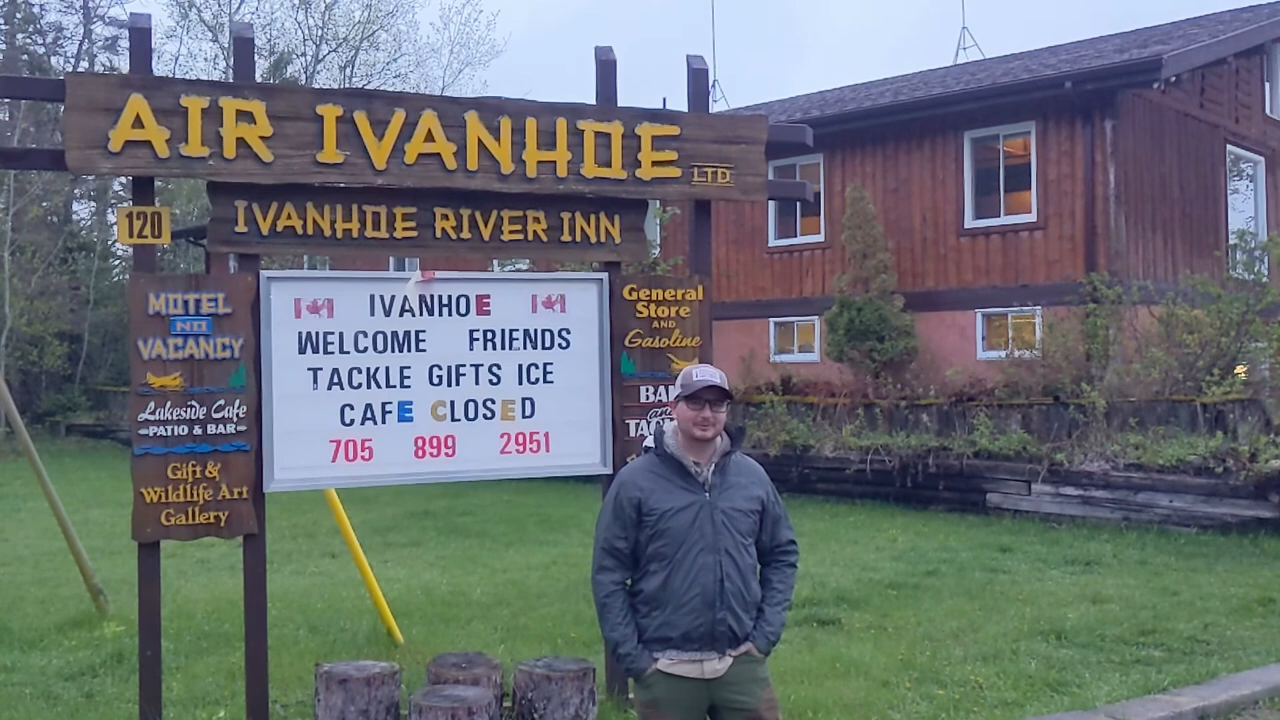 AIR IVANHOE LTD.
IVANHOE RIVER INN
120
MOTEL
NO
VACANCY
Lakeside Cafe
PATIO & BAR
Gift &
Wildlife Art
Gallery
IVANHOE
WELCOME FRIENDS
TACKLE GIFTS ICE
CAFE CLOSED
705 899 2951
General
Store
AND
Gasoline
and